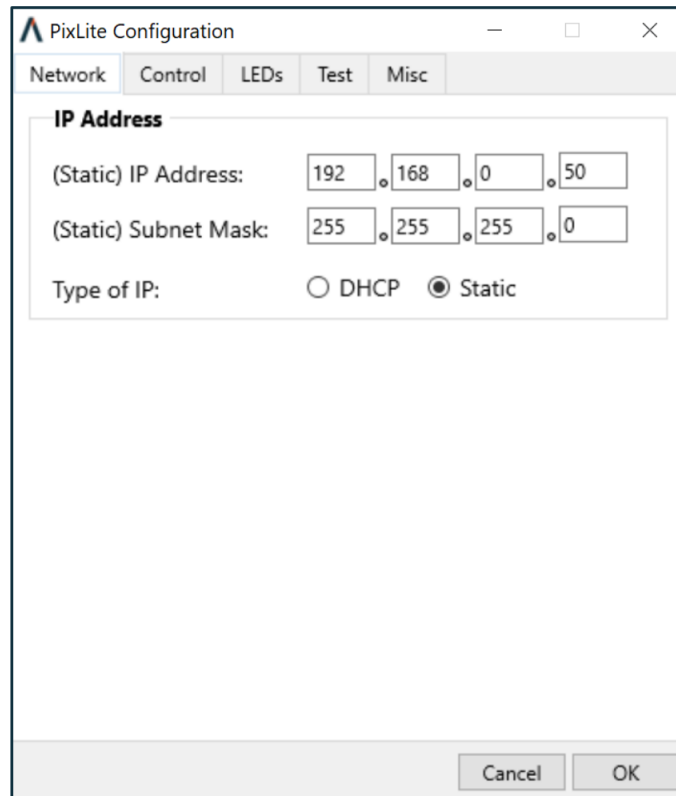 PixLite Configuration
Network Control LEDs Test Misc
IP Address
(Static) IP Address: 192 . 168 . 0 . 50
(Static) Subnet Mask: 255 . 255 . 255 . 0
Type of IP: DHCP Static
Cancel OK